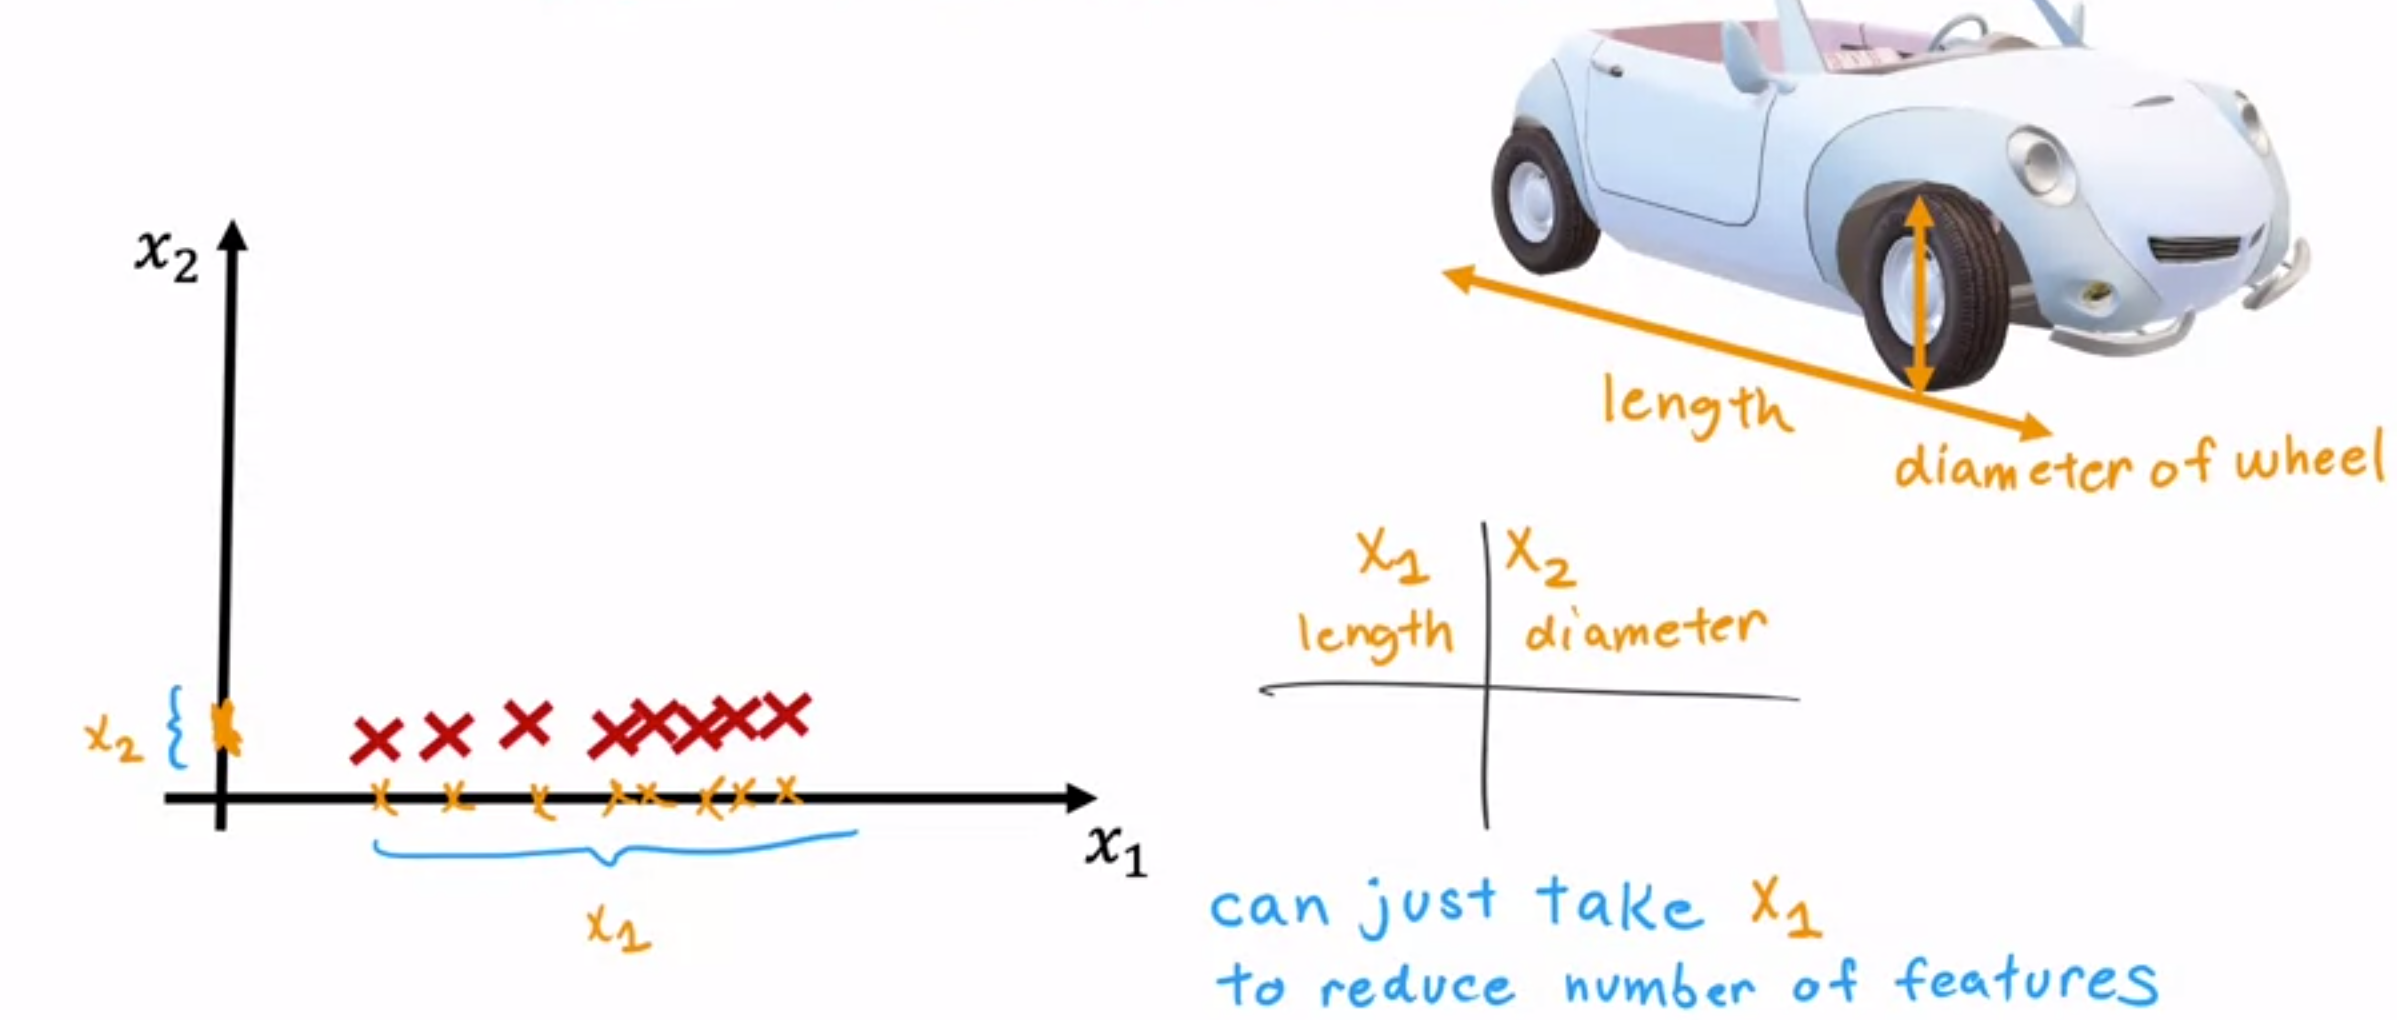 x₂
x₂
x₁
x₁
length
diameter of wheel
x₁ x₂
length diameter
can just take x₁
to reduce number of features